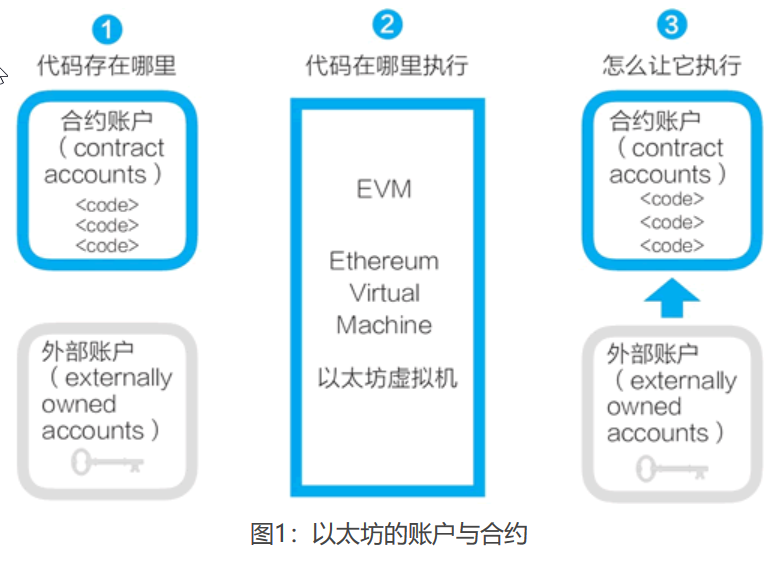 1
代码存在哪里
合约账户
（contract
accounts）
<code>
<code>
<code>
外部账户
（externally
owned
accounts）
2
代码在哪里执行
EVM
Ethereum
Virtual
Machine
以太坊虚拟机
3
怎么让它执行
合约账户
（contract
accounts）
<code>
<code>
<code>
外部账户
（externally
owned
accounts）
图1：以太坊的账户与合约